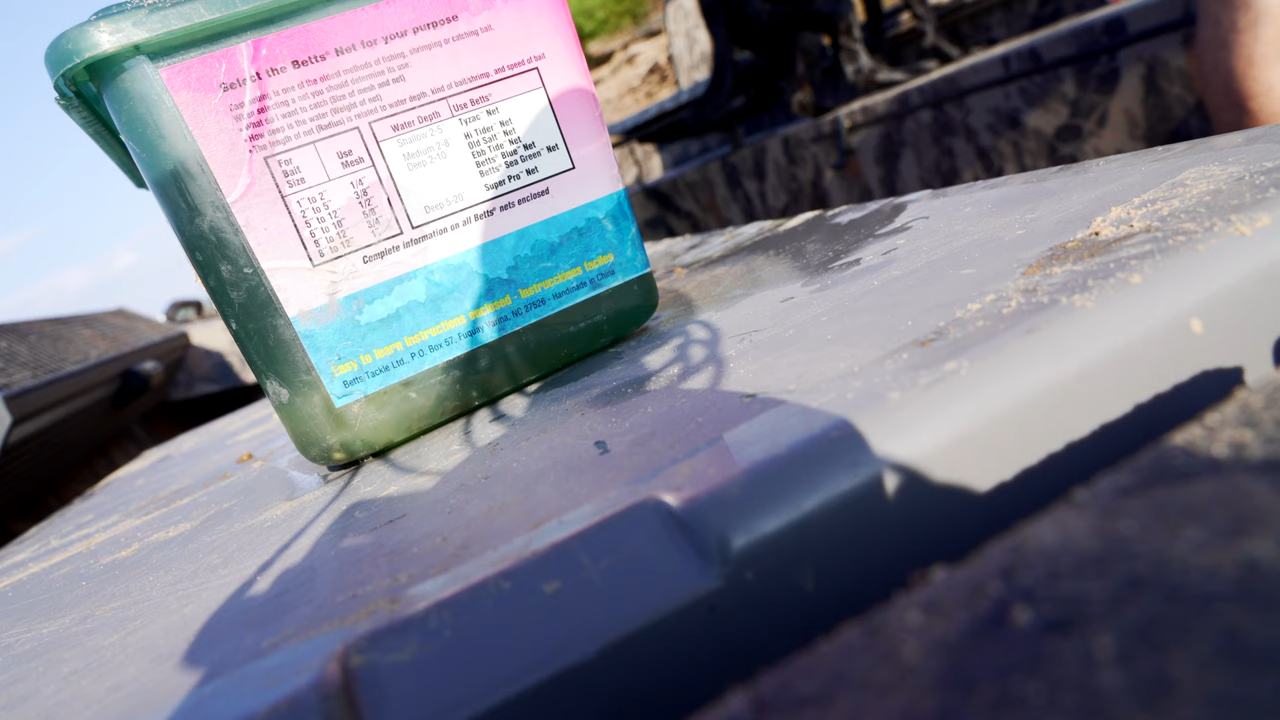 Select the Betts® Net for your purpose
Castnetting is one of the oldest methods of fishing, shrimping or catching bait.
When selecting a net you should determine its use:
• What do I want to catch (Size of mesh and net)
• How deep is the water (Weight of net)
• The length of net (Radius) is related to water depth, kind of bait/shrimp, and speed of bait
For Bait Size Use Mesh
1" to 2" 1/4"
2" to 5" 3/8"
5" to 12" 1/2"
6" to 10" 5/8"
8" to 12" 3/4"
8" to 12" 1"
Water Depth Use Betts®
Shallow 2-5 Tyzac™ Net
Hi Tider™ Net
Medium 2-8 Old Salt™ Net
Deep 2-10 Ebb Tide™ Net
Betts® Blue™ Net
Betts® Sea Green™ Net
Deep 5-20 Super Pro™ Net
Complete information on all Betts® nets enclosed
Easy to learn instructions enclosed - Instrucciónes faciles
Betts Tackle Ltd., P.O. Box 57, Fuquay Varina, NC 27526 - Handmade in China